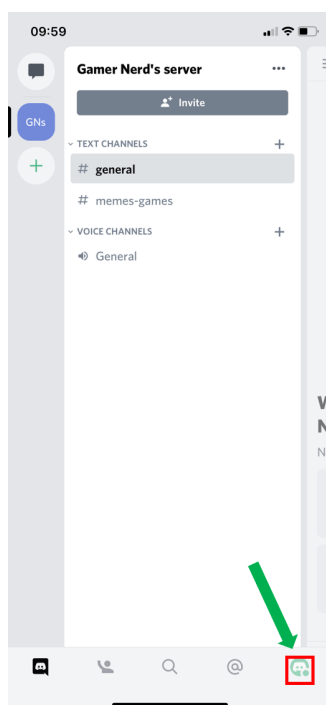 09:59
Gamer Nerd's server
Invite
GNs
TEXT CHANNELS
# general
# memes-games
VOICE CHANNELS
General
W
N
N